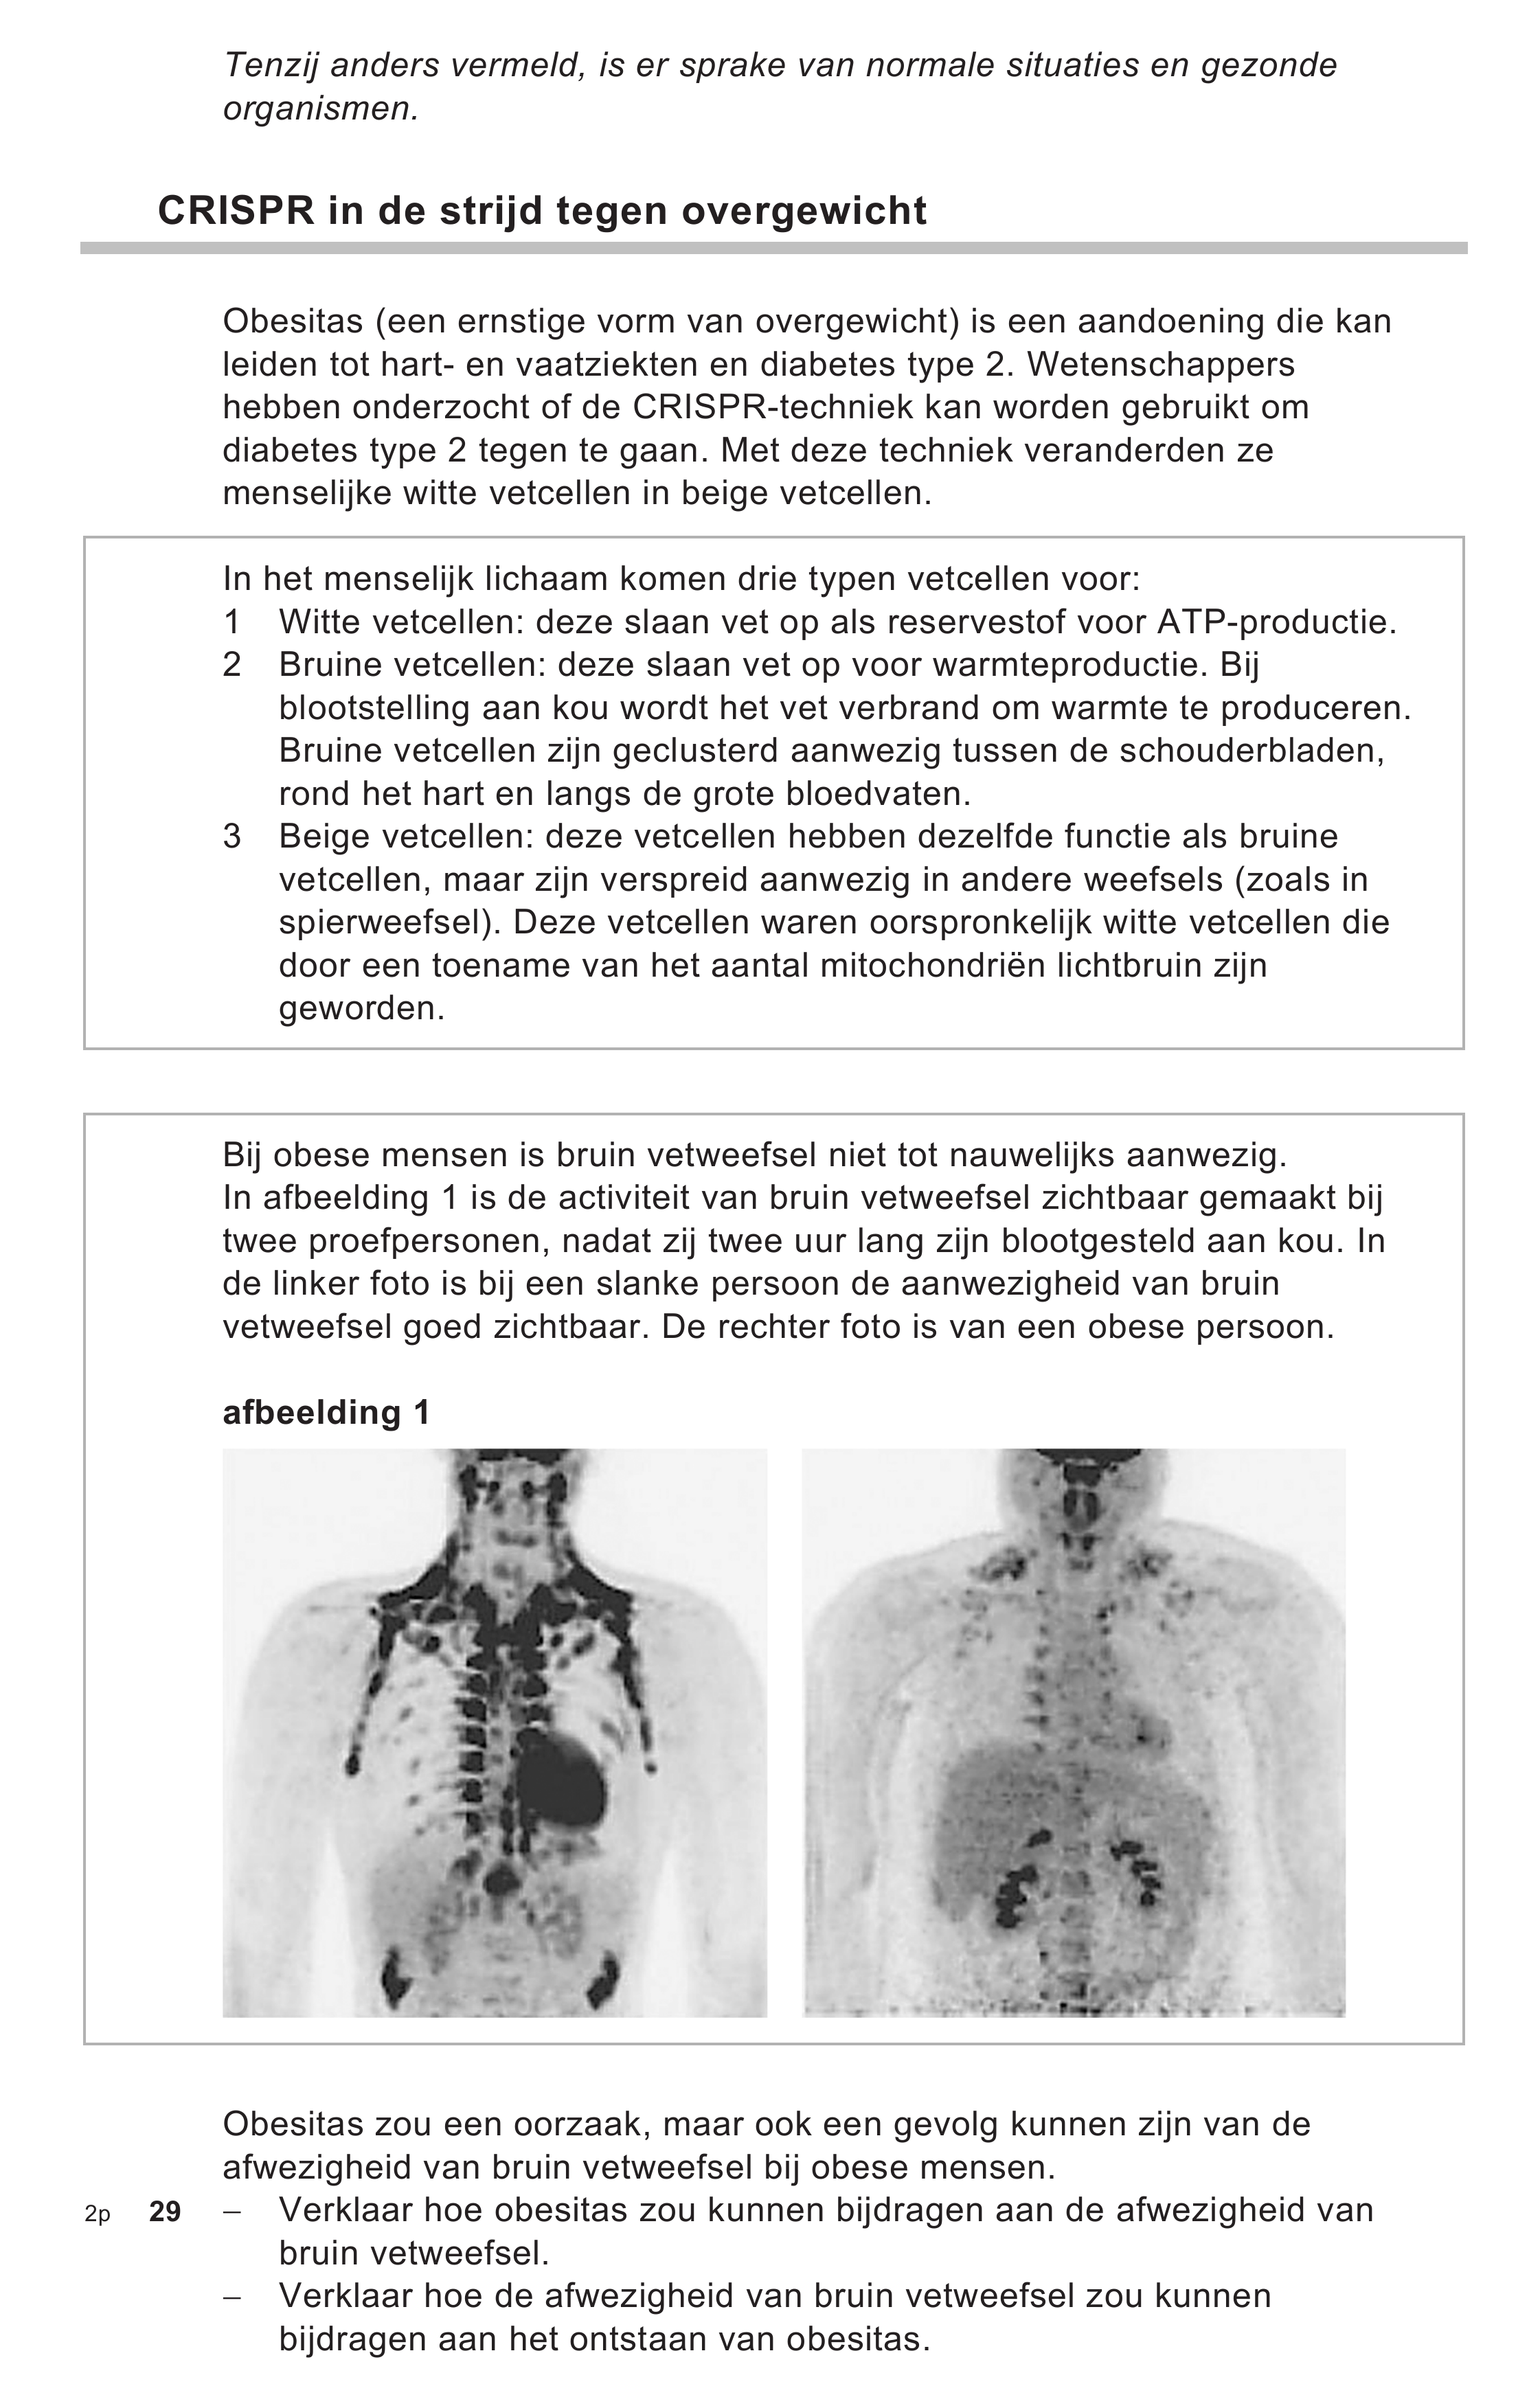 Tenzij anders vermeld, is er sprake van normale situaties en gezonde
organismen.
CRISPR in de strijd tegen overgewicht
Obesitas (een ernstige vorm van overgewicht) is een aandoening die kan
leiden tot hart- en vaatziekten en diabetes type 2. Wetenschappers
hebben onderzocht of de CRISPR-techniek kan worden gebruikt om
diabetes type 2 tegen te gaan. Met deze techniek veranderden ze
menselijke witte vetcellen in beige vetcellen.
In het menselijk lichaam komen drie typen vetcellen voor:
1 Witte vetcellen: deze slaan vet op als reservestof voor ATP-productie.
2 Bruine vetcellen: deze slaan vet op voor warmteproductie. Bij
blootstelling aan kou wordt het vet verbrand om warmte te produceren.
Bruine vetcellen zijn geclusterd aanwezig tussen de schouderbladen,
rond het hart en langs de grote bloedvaten.
3 Beige vetcellen: deze vetcellen hebben dezelfde functie als bruine
vetcellen, maar zijn verspreid aanwezig in andere weefsels (zoals in
spierweefsel). Deze vetcellen waren oorspronkelijk witte vetcellen die
door een toename van het aantal mitochondriën lichtbruin zijn
geworden.
Bij obese mensen is bruin vetweefsel niet tot nauwelijks aanwezig.
In afbeelding 1 is de activiteit van bruin vetweefsel zichtbaar gemaakt bij
twee proefpersonen, nadat zij twee uur lang zijn blootgesteld aan kou. In
de linker foto is bij een slanke persoon de aanwezigheid van bruin
vetweefsel goed zichtbaar. De rechter foto is van een obese persoon.
afbeelding 1
Obesitas zou een oorzaak, maar ook een gevolg kunnen zijn van de
afwezigheid van bruin vetweefsel bij obese mensen.
2p 29 – Verklaar hoe obesitas zou kunnen bijdragen aan de afwezigheid van
bruin vetweefsel.
– Verklaar hoe de afwezigheid van bruin vetweefsel zou kunnen
bijdragen aan het ontstaan van obesitas.